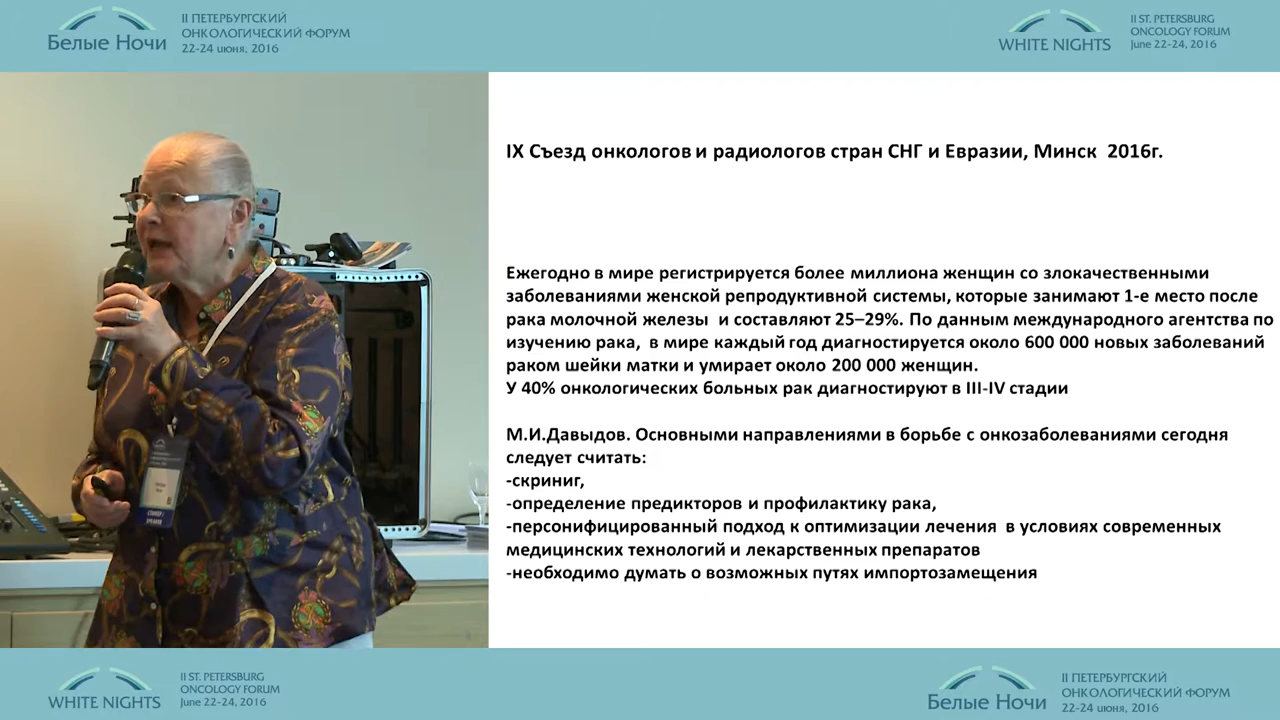 Белые Ночи
II ПЕТЕРБУРГСКИЙ
ОНКОЛОГИЧЕСКИЙ ФОРУМ
22-24 июня, 2016
WHITE NIGHTS
II ST. PETERSBURG
ONCOLOGY FORUM
June 22-24, 2016
IX Съезд онкологов и радиологов стран СНГ и Евразии, Минск 2016г.
Ежегодно в мире регистрируется более миллиона женщин со злокачественными
заболеваниями женской репродуктивной системы, которые занимают 1-е место после
рака молочной железы и составляют 25–29%. По данным международного агентства по
изучению рака, в мире каждый год диагностируется около 600 000 новых заболеваний
раком шейки матки и умирает около 200 000 женщин.
У 40% онкологических больных рак диагностируют в III-IV стадии
М.И.Давыдов. Основными направлениями в борьбе с онкозаболеваниями сегодня
следует считать:
-скриниг,
-определение предикторов и профилактику рака,
-персонифицированный подход к оптимизации лечения в условиях современных
медицинских технологий и лекарственных препаратов
-необходимо думать о возможных путях импортозамещения
WHITE NIGHTS
II ST. PETERSBURG
ONCOLOGY FORUM
June 22-24, 2016
Белые Ночи
II ПЕТЕРБУРГСКИЙ
ОНКОЛОГИЧЕСКИЙ ФОРУМ
22-24 июня, 2016